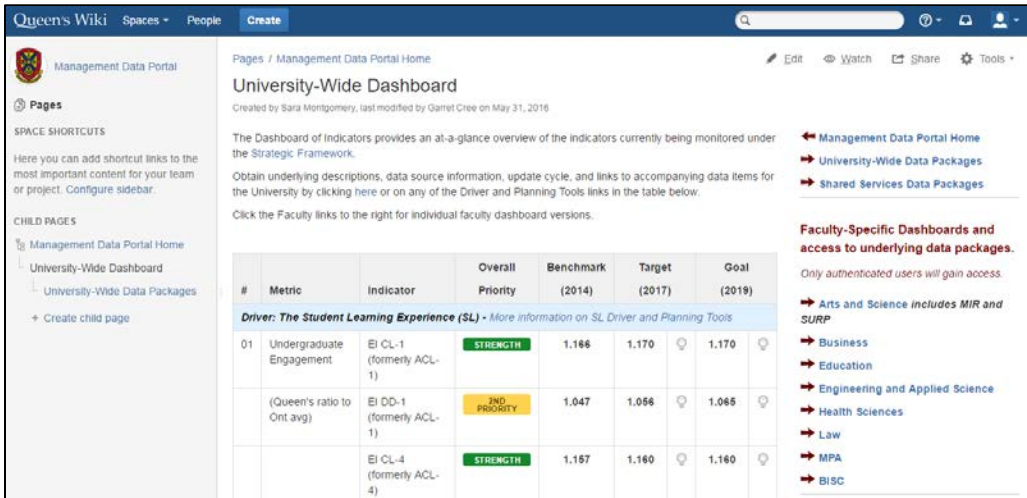 Queen's Wiki Spaces People Create
Management Data Portal
Pages
SPACE SHORTCUTS
Here you can add shortcut links to the
most important content for your team
or project. Configure sidebar.
CHILD PAGES
Management Data Portal Home
University-Wide Dashboard
University-Wide Data Packages
+ Create child page
Pages / Management Data Portal Home
Edit Watch Share Tools
University-Wide Dashboard
Created by Sara Montgomery, last modified by Garret Cree on May 31, 2016
The Dashboard of Indicators provides an at-a-glance overview of the indicators currently being monitored under
the Strategic Framework.
Obtain underlying descriptions, data source information, update cycle, and links to accompanying data items for
the University by clicking here or on any of the Driver and Planning Tools links in the table below.
Click the Faculty links to the right for individual faculty dashboard versions.
Overall Benchmark Target Goal
# Metric Indicator Priority (2014) (2017) (2019)
Driver: The Student Learning Experience (SL) - More information on SL Driver and Planning Tools
01 Undergraduate EI CL-1 STRENGTH 1.166 1.170 1.170
Engagement (formerly ACL-
1)
(Queen's ratio to EI DD-1 2ND 1.047 1.056 1.065
Ont avg) (formerly ACL- PRIORITY
1)
EI CL-4 STRENGTH 1.157 1.160 1.160
(formerly ACL-
4)
Management Data Portal Home
University-Wide Data Packages
Shared Services Data Packages
Faculty-Specific Dashboards and
access to underlying data packages.
Only authenticated users will gain access.
Arts and Science includes MIR and
SURP
Business
Education
Engineering and Applied Science
Health Sciences
Law
MPA
BISC